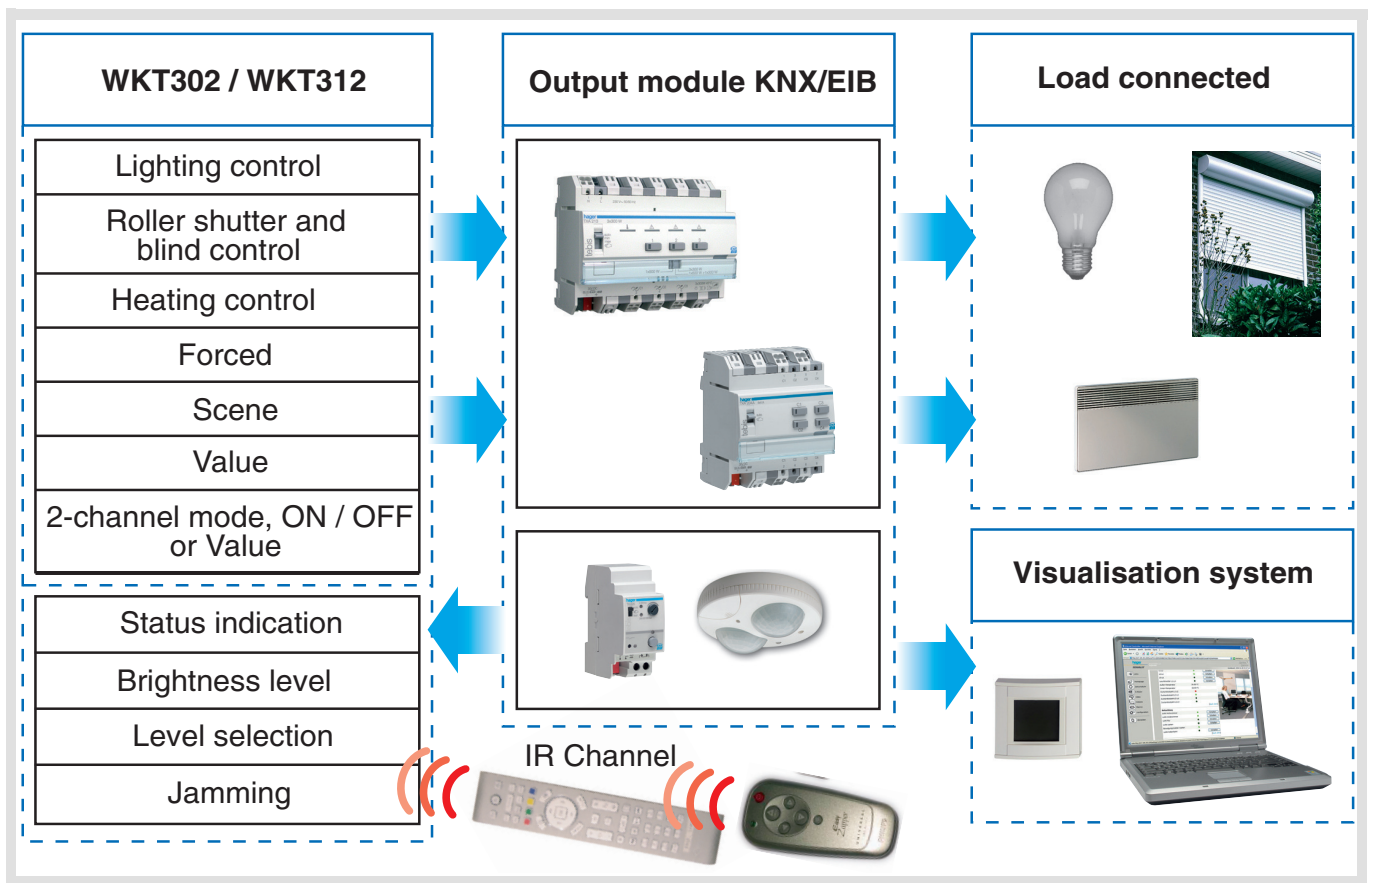 WKT302 / WKT312
Lighting control
Roller shutter and
blind control
Heating control
Forced
Scene
Value
2-channel mode, ON / OFF
or Value
Status indication
Brightness level
Level selection
Jamming
Output module KNX/EIB
IR Channel
Load connected
Visualisation system